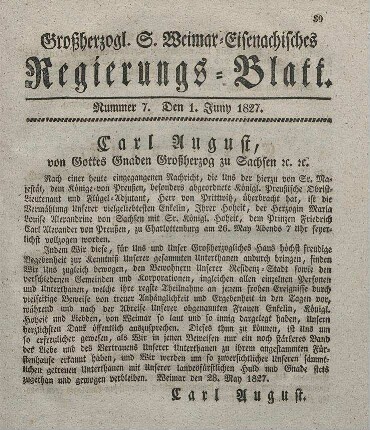 39
Großherzogl. S. Weimar-Eisenachisches
Regierungs-Blatt.
Nummer 7. Den 1. Juny 1827.
Carl August,
von Gottes Gnaden Großherzog zu Sachsen ꝛc. ꝛc.
Nach einer heute eingegangenen Nachricht, die Uns der hierzu von Sr. Ma-
jestät, dem Könige von Preußen, besonders abgeordnete Königl. Preußische Obrist-
Lieutenant und Flügel-Adjutant, Herr von Prittwitz, überbracht hat, ist die
Vermählung Unserer vielgeliebtesten Enkelin, Ihrer Hoheit, der Herzogin Maria
Louise Alexandrine von Sachsen mit Sr. Königl. Hoheit, dem Prinzen Friedrich
Carl Alexander von Preußen, zu Charlottenburg am 26. May Abends 7 Uhr feyer-
lichst vollzogen worden.
Indem Wir diese, für Uns und Unser Großherzogliches Haus höchst freudige
Begebenheit zur Kenntniß Unserer gesammten Unterthanen andurch bringen, finden
Wir Uns zugleich bewogen, den Bewohnern Unserer Residenz-Stadt sowie den
verschiedenen Gemeinden und Korporationen, ingleichen allen einzelnen Personen
und Unterthanen, welche ihre regste Theilnahme an jenem frohen Ereignisse durch
vielseitige Beweise von treuer Anhänglichkeit und Ergebenheit in den Tagen vor,
während und nach der Abreise Unserer obgenannten Frauen Enkelin, Königl.
Hoheit und Liebden, von Weimar so laut und so innig dargelegt haben, Unsern
herzlichsten Dank öffentlich auszusprechen. Dieses thun zu können, ist Uns um
so erfreulicher gewesen, als Wir in jenen Beweisen nur ein noch stärkeres Band
der Liebe und des Vertrauens Unserer Unterthanen zu ihrem angestammten Für-
stenhause erkannt haben, und Wir werden um so zuversichtlicher Unseren sämmt-
lichen getreuen Unterthanen mit Unserer landesfürstlichen Huld und Gnade stets
zugethan und gewogen verbleiben. Weimar den 28. May 1827.
Carl August.